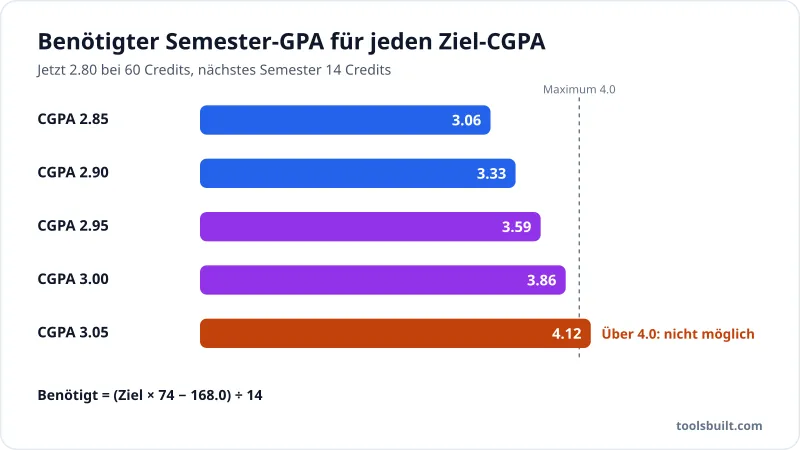 Benötigter Semester-GPA für jeden Ziel-CGPA
Jetzt 2.80 bei 60 Credits, nächstes Semester 14 Credits
Maximum 4.0
CGPA 2.85 3.06
CGPA 2.90 3.33
CGPA 2.95 3.59
CGPA 3.00 3.86
CGPA 3.05 4.12 Über 4.0: nicht möglich
Benötigt = (Ziel × 74 − 168.0) ÷ 14
toolsbuilt.com